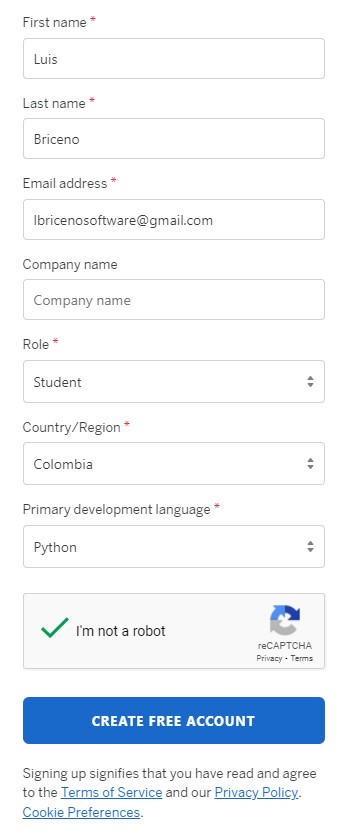 First name *
Luis
Last name *
Briceno
Email address *
lbricenosoftware@gmail.com
Company name
Company name
Role *
Student
Country/Region *
Colombia
Primary development language *
Python
I'm not a robot
reCAPTCHA
Privacy - Terms
CREATE FREE ACCOUNT
Signing up signifies that you have read and agree
to the Terms of Service and our Privacy Policy.
Cookie Preferences.